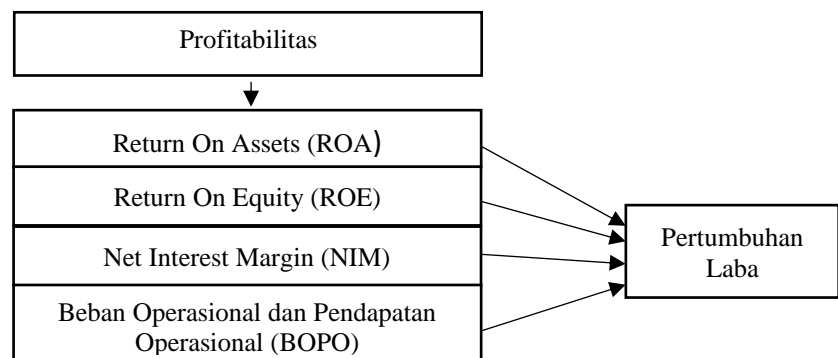 Profitabilitas
Return On Assets (ROA)
Return On Equity (ROE)
Net Interest Margin (NIM)
Beban Operasional dan Pendapatan
Operasional (BOPO)
Pertumbuhan
Laba